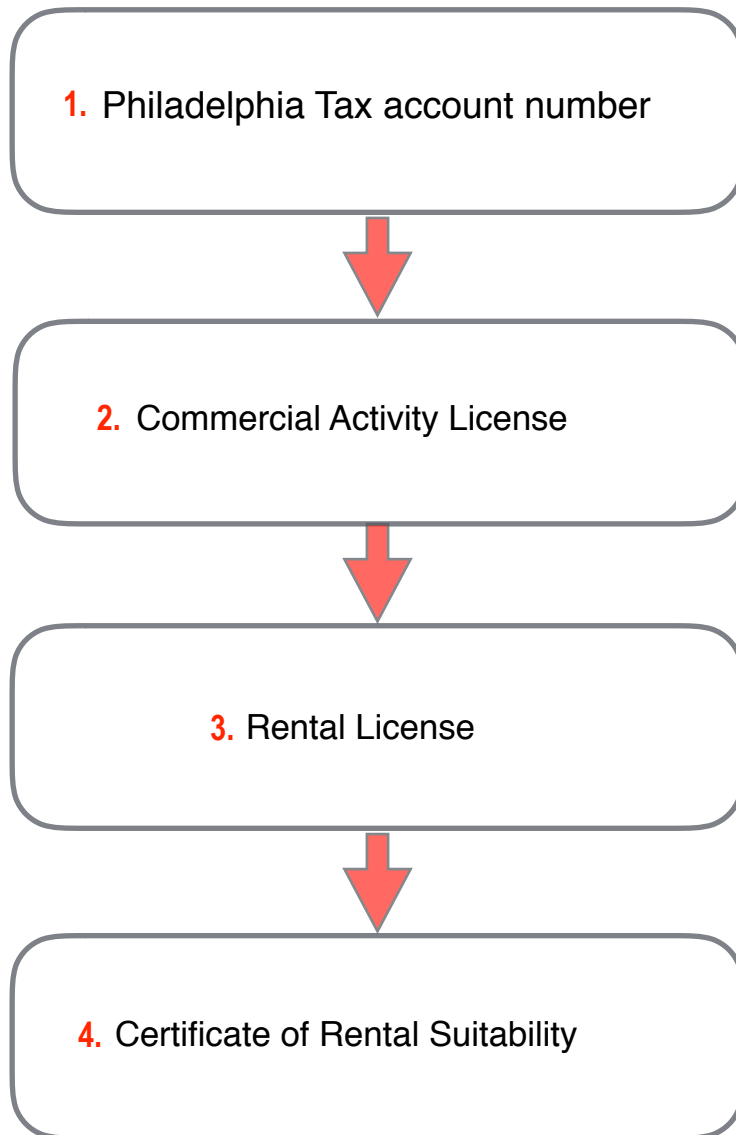 1. Philadelphia Tax account number
2. Commercial Activity License
3. Rental License
4. Certificate of Rental Suitability